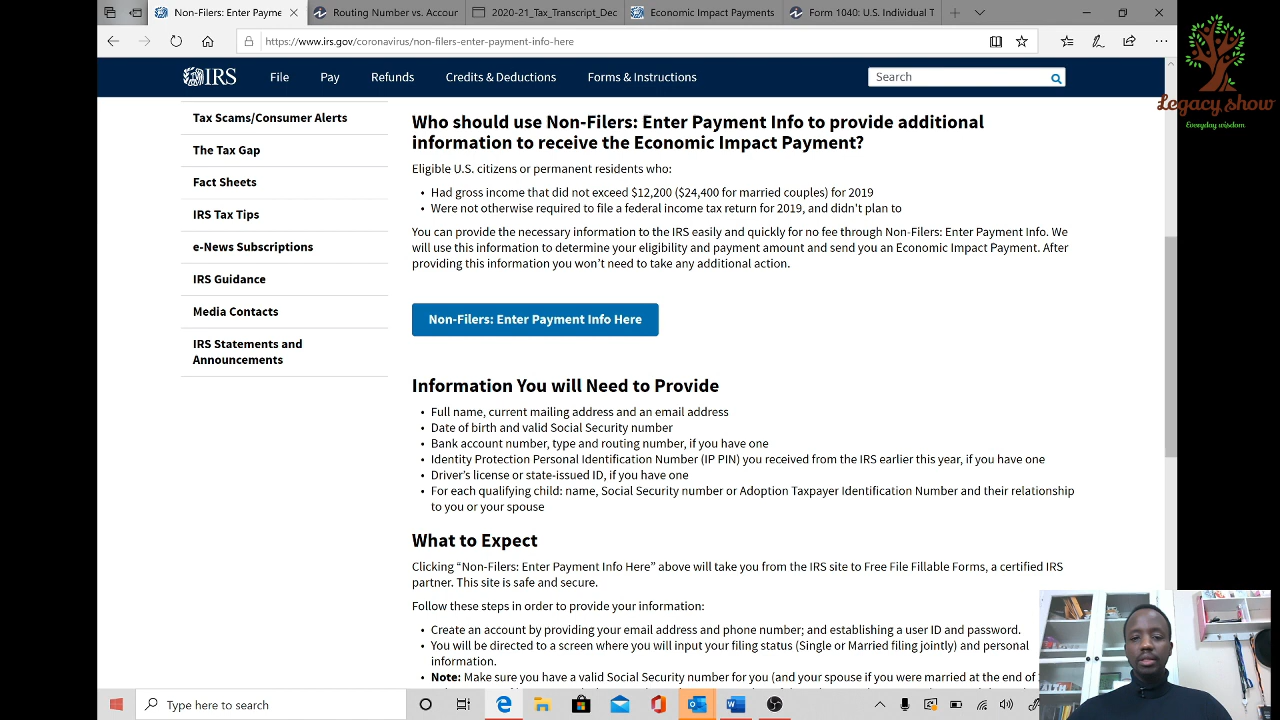 Non-Filers: Enter Payme
Routing Number vs. Accour
2020-21_Tax_Transcript_Dec
Economic Impact Payments
Form 1040: U.S. Individual T
https://www.irs.gov/coronavirus/non-filers-enter-payment-info-here
Legacy show
Everyday wisdom
IRS
File
Pay
Refunds
Credits & Deductions
Forms & Instructions
Search
Tax Scams/Consumer Alerts
The Tax Gap
Fact Sheets
IRS Tax Tips
e-News Subscriptions
IRS Guidance
Media Contacts
IRS Statements and
Announcements
Who should use Non-Filers: Enter Payment Info to provide additional
information to receive the Economic Impact Payment?
Eligible U.S. citizens or permanent residents who:
• Had gross income that did not exceed $12,200 ($24,400 for married couples) for 2019
• Were not otherwise required to file a federal income tax return for 2019, and didn't plan to
You can provide the necessary information to the IRS easily and quickly for no fee through Non-Filers: Enter Payment Info. We
will use this information to determine your eligibility and payment amount and send you an Economic Impact Payment. After
providing this information you won't need to take any additional action.
Non-Filers: Enter Payment Info Here
Information You will Need to Provide
• Full name, current mailing address and an email address
• Date of birth and valid Social Security number
• Bank account number, type and routing number, if you have one
• Identity Protection Personal Identification Number (IP PIN) you received from the IRS earlier this year, if you have one
• Driver's license or state-issued ID, if you have one
• For each qualifying child: name, Social Security number or Adoption Taxpayer Identification Number and their relationship
to you or your spouse
What to Expect
Clicking "Non-Filers: Enter Payment Info Here" above will take you from the IRS site to Free File Fillable Forms, a certified IRS
partner. This site is safe and secure.
Follow these steps in order to provide your information:
• Create an account by providing your email address and phone number; and establishing a user ID and password.
• You will be directed to a screen where you will input your filing status (Single or Married filing jointly) and personal
information.
• Note: Make sure you have a valid Social Security number for you (and your spouse if you were married at the end of
Type here to search